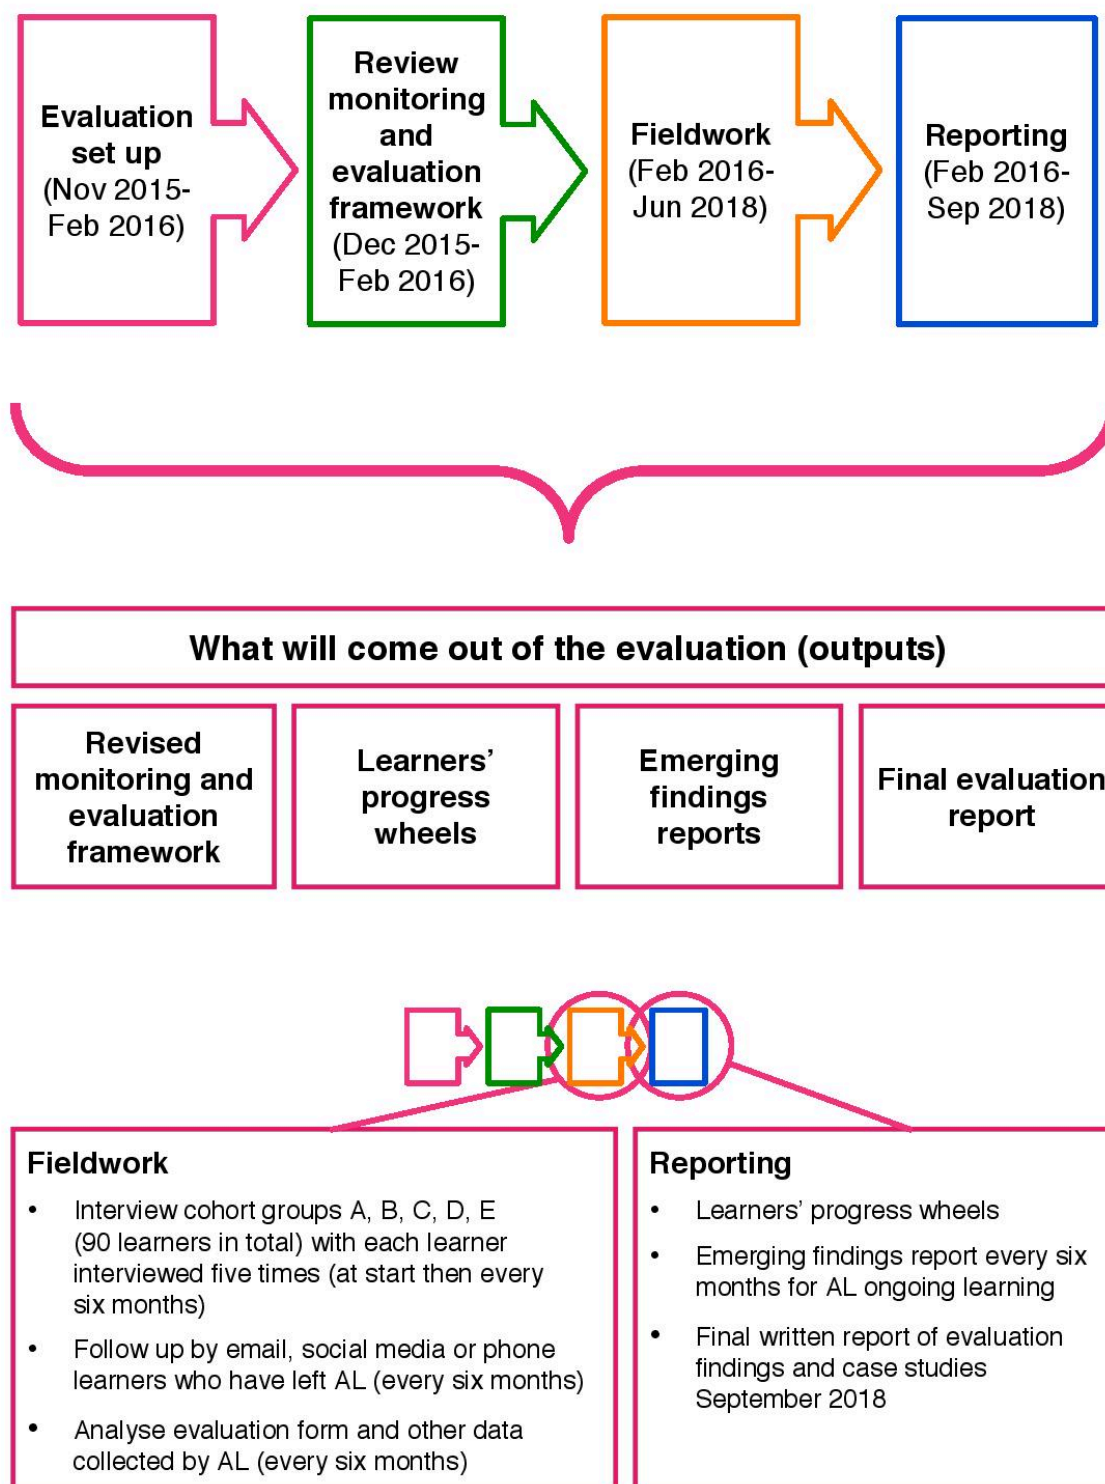 Evaluation
set up
(Nov 2015-
Feb 2016)
Review
monitoring
and
evaluation
framework
(Dec 2015-
Feb 2016)
Fieldwork
(Feb 2016-
Jun 2018)
Reporting
(Feb 2016-
Sep 2018)
What will come out of the evaluation (outputs)
Revised
monitoring and
evaluation
framework
Learners’
progress
wheels
Emerging
findings
reports
Final evaluation
report
Fieldwork
• Interview cohort groups A, B, C, D, E
(90 learners in total) with each learner
interviewed five times (at start then every
six months)
• Follow up by email, social media or phone
learners who have left AL (every six months)
• Analyse evaluation form and other data
collected by AL (every six months)
Reporting
• Learners’ progress wheels
• Emerging findings report every six
months for AL ongoing learning
• Final written report of evaluation
findings and case studies
September 2018